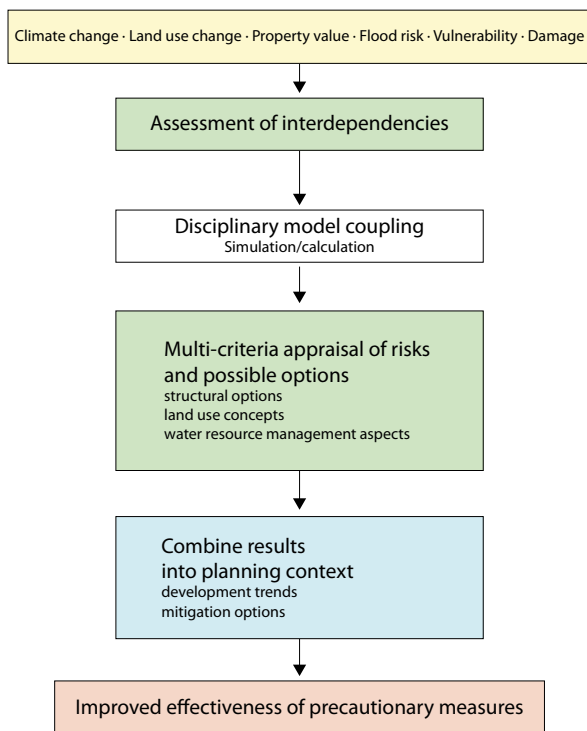 Climate change · Land use change · Property value · Flood risk · Vulnerability · Damage
Assessment of interdependencies
Disciplinary model coupling
Simulation/calculation
Multi-criteria appraisal of risks
and possible options
structural options
land use concepts
water resource management aspects
Combine results
into planning context
development trends
mitigation options
Improved effectiveness of precautionary measures